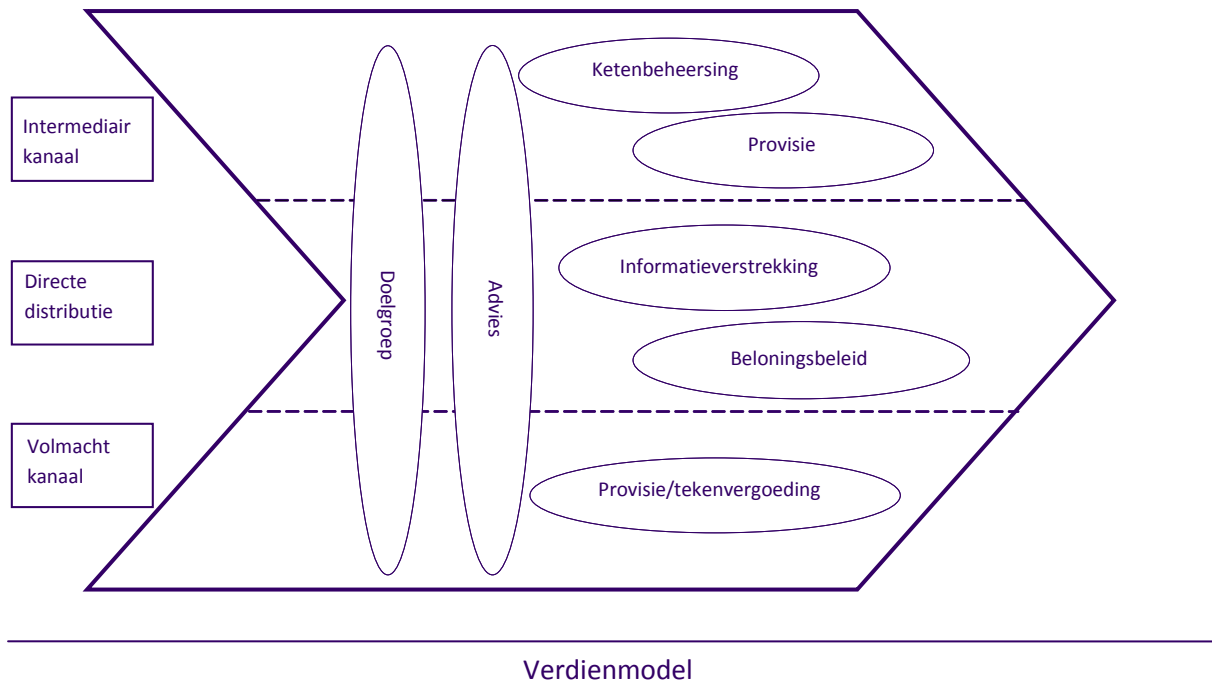 Ketenbeheersing
Intermediair
kanaal
Provisie
Directe
distributie
Doelgroep
Advies
Informatieverstrekking
Beloningsbeleid
Volmacht
kanaal
Provisie/tekenvergoeding
Verdienmodel